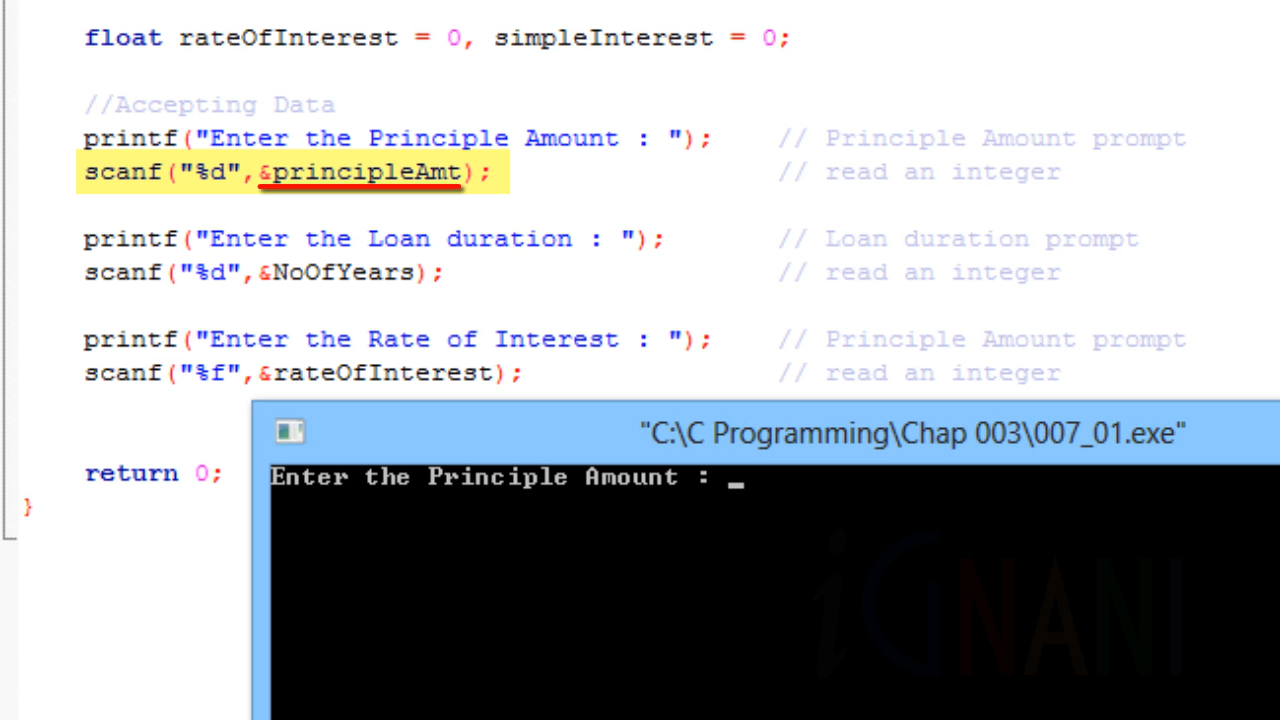 float rateOfInterest = 0, simpleInterest = 0;
//Accepting Data
printf("Enter the Principle Amount : "); // Principle Amount prompt
scanf("%d",&principleAmt); // read an integer
printf("Enter the Loan duration : "); // Loan duration prompt
scanf("%d",&NoOfYears); // read an integer
printf("Enter the Rate of Interest : "); // Principle Amount prompt
scanf("%f",&rateOfInterest); // read an integer
return 0;
}
"C:\C Programming\Chap 003\007_01.exe"
Enter the Principle Amount : _
iGNANI